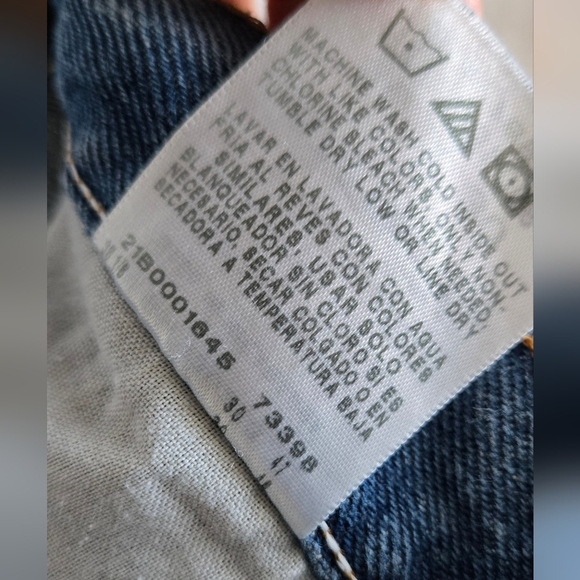 MACHINE WASH COLD INSIDE OUT
WITH LIKE COLORS. ONLY NON-
CHLORINE BLEACH WHEN NEEDED.
TUMBLE DRY LOW OR LINE DRY
LAVAR EN LAVADORA CON AGUA
FRIA AL REVES CON COLORES
SIMILARES, USAR SOLO
BLANQUEADOR SIN CLORO SI ES
NECESARIO. SECAR COLGADO O EN
SECADORA A TEMPERATURA BAJA
21B0001645 73398
30 47